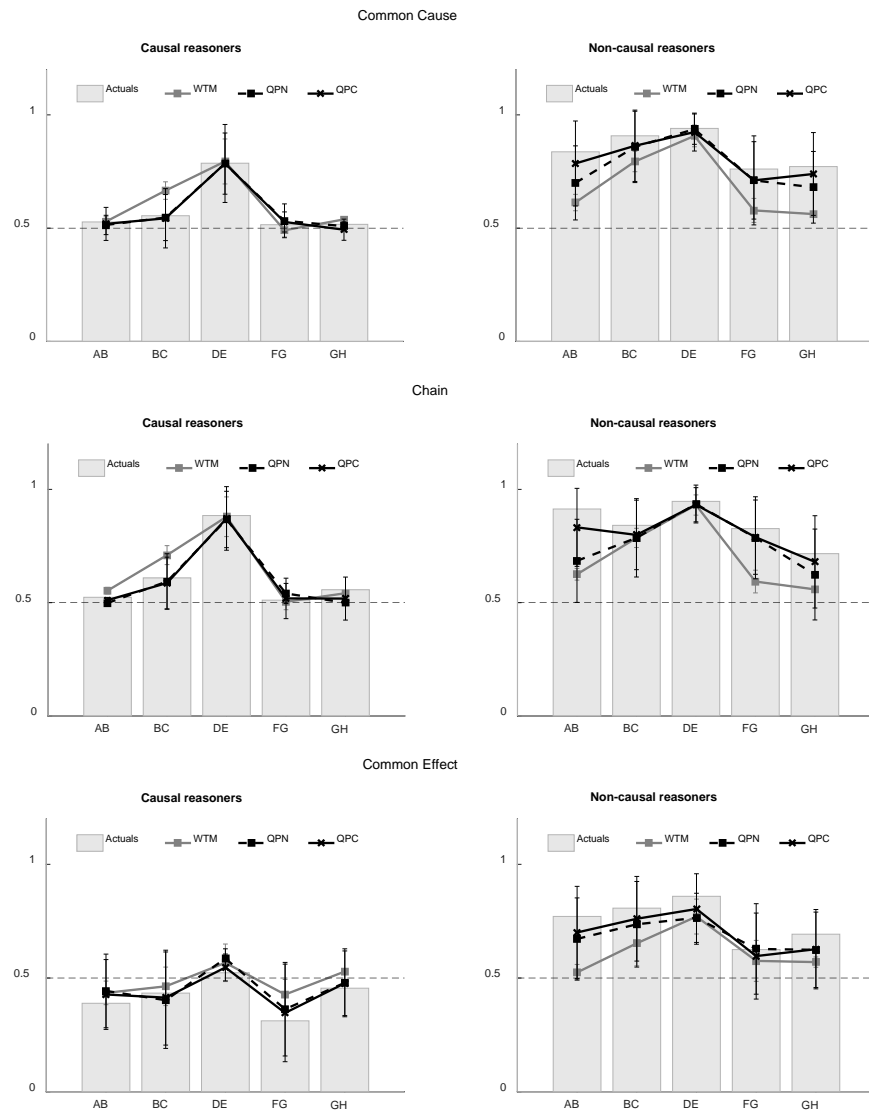 Common Cause
Causal reasoners
Non-causal reasoners
Actuals WTM QPN QPC
Actuals WTM QPN QPC
1
1
0.5
0.5
0
0
AB BC DE FG GH
AB BC DE FG GH
Chain
Causal reasoners
Non-causal reasoners
Actuals WTM QPN QPC
Actuals WTM QPN QPC
1
1
0.5
0.5
0
0
AB BC DE FG GH
AB BC DE FG GH
Common Effect
Causal reasoners
Non-causal reasoners
Actuals WTM QPN QPC
Actuals WTM QPN QPC
1
1
0.5
0.5
0
0
AB BC DE FG GH
AB BC DE FG GH